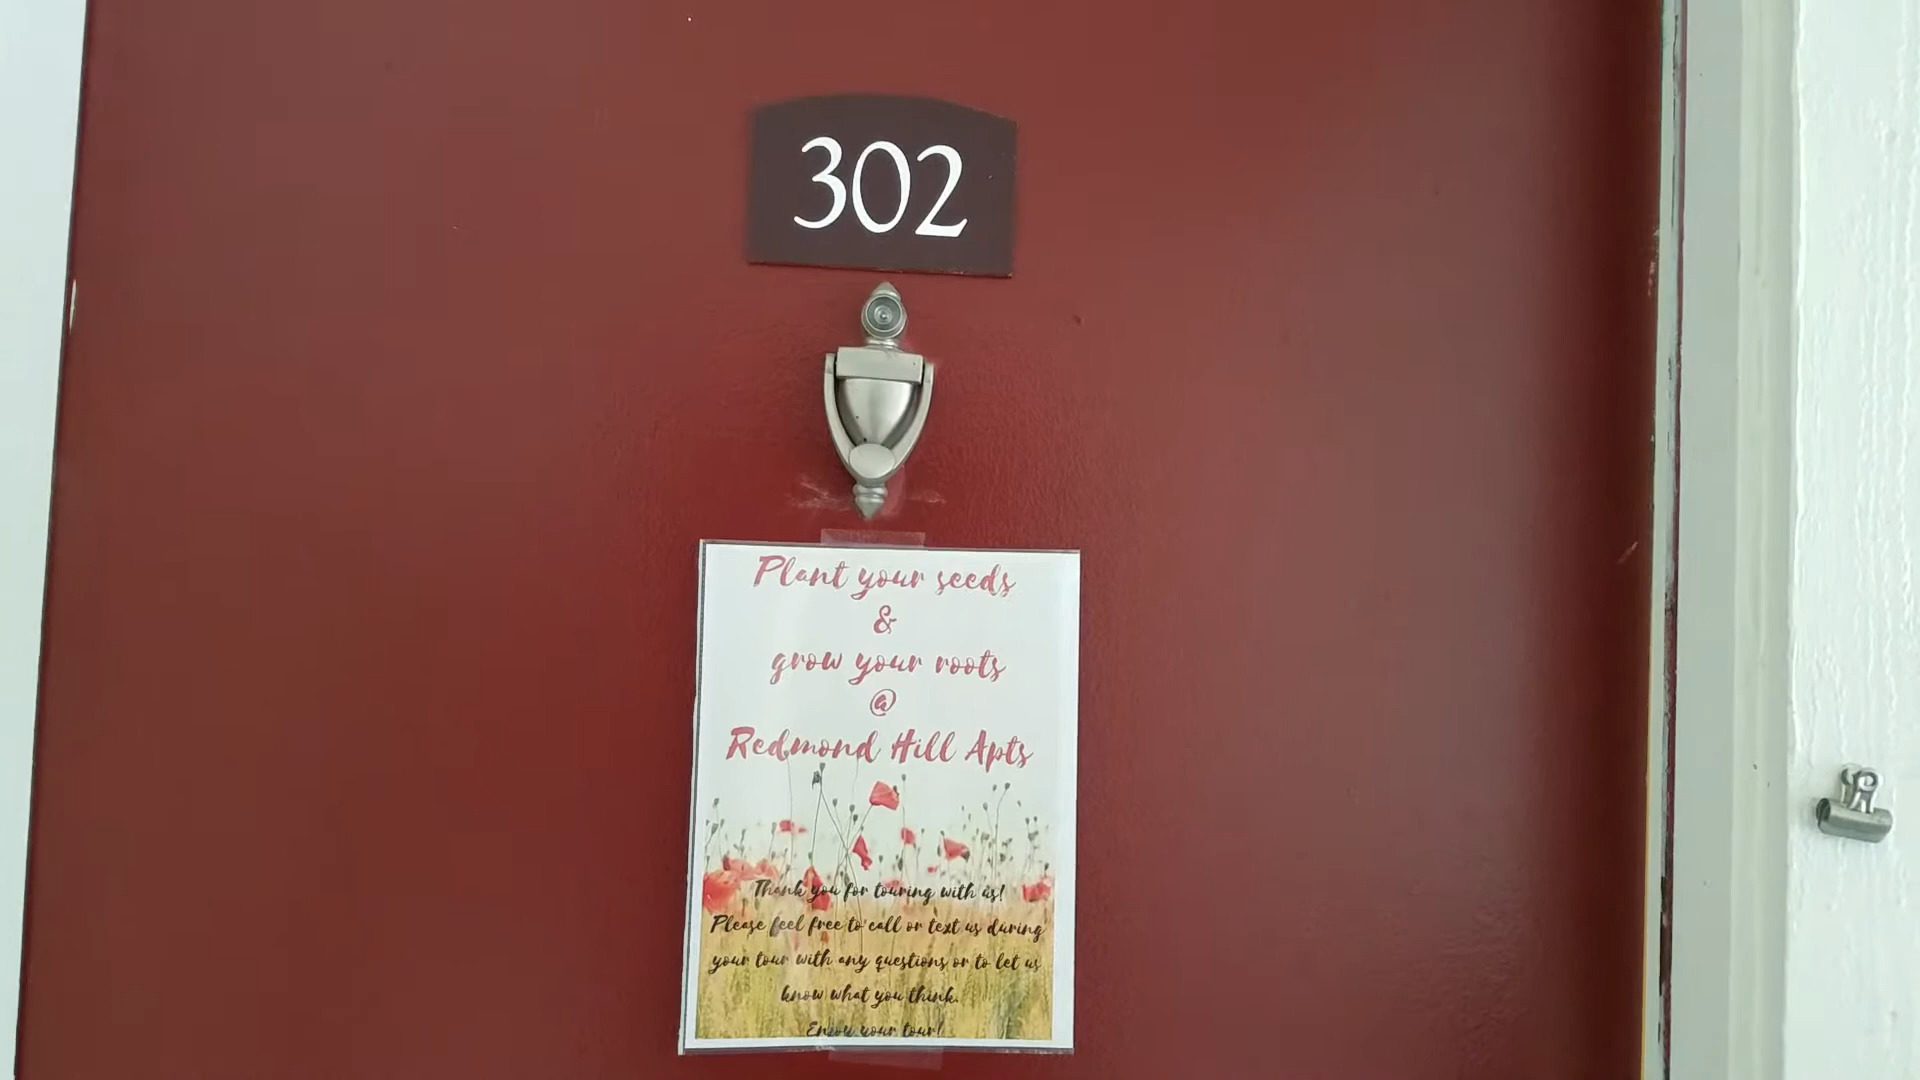 302
Plant your seeds
&
grow your roots
@
Redmond Hill Apts
Thank you for touring with us!
Please feel free to call or text us during
your tour with any questions or to let us
know what you think.
Enjoy your tour!